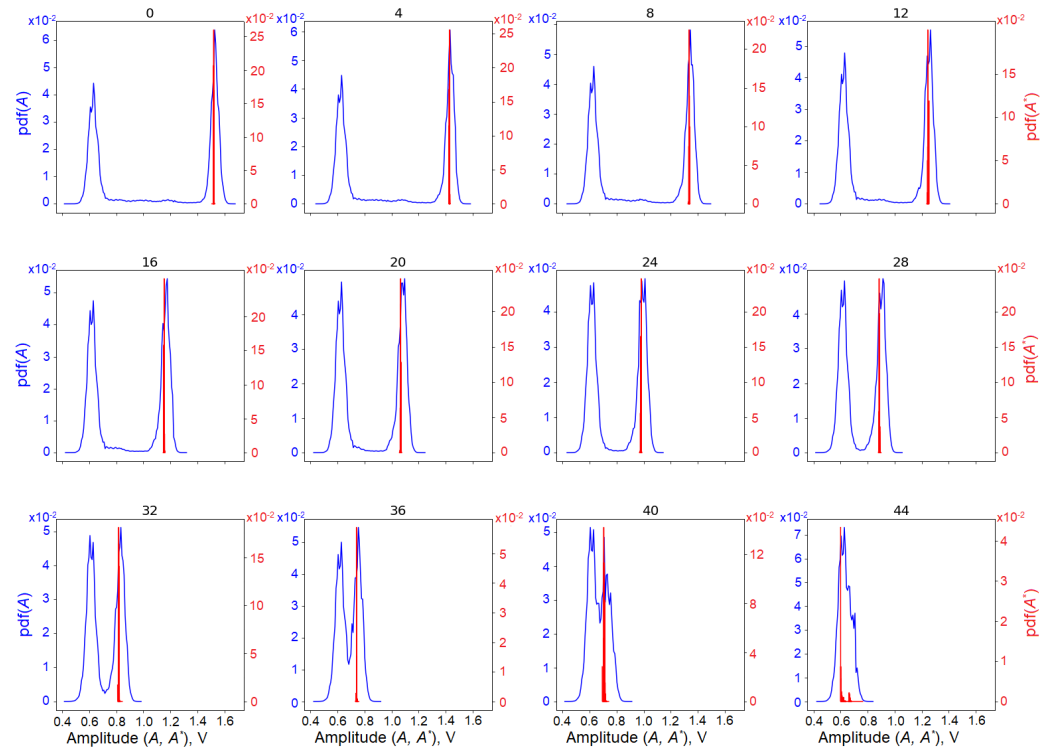 0 4 8 12
x10⁻² x10⁻² x10⁻² x10⁻² x10⁻² x10⁻² x10⁻² x10⁻²
6 5 4 3 2 1 0
pdf(A)
25 20 15 10 5 0
6 5 4 3 2 1 0
25 20 15 10 5 0
6 5 4 3 2 1 0
20 15 10 5 0
5 4 3 2 1 0
15 10 5 0
pdf(A*)
16 20 24 28
x10⁻² x10⁻² x10⁻² x10⁻² x10⁻² x10⁻² x10⁻² x10⁻²
5 4 3 2 1 0
pdf(A)
20 15 10 5 0
5 4 3 2 1 0
20 15 10 5 0
4 3 2 1 0
20 15 10 5 0
4 3 2 1 0
20 15 10 5 0
pdf(A*)
32 36 40 44
x10⁻² x10⁻² x10⁻² x10⁻² x10⁻² x10⁻² x10⁻² x10⁻²
5 4 3 2 1 0
pdf(A)
15 10 5 0
5 4 3 2 1 0
5 4 3 2 1 0
5 4 3 2 1 0
12 8 4 0
7 6 5 4 3 2 1 0
4 3 2 1 0
pdf(A*)
0.4 0.6 0.8 1.0 1.2 1.4 1.6 0.4 0.6 0.8 1.0 1.2 1.4 1.6 0.4 0.6 0.8 1.0 1.2 1.4 1.6 0.4 0.6 0.8 1.0 1.2 1.4 1.6
Amplitude (A, A*), V Amplitude (A, A*), V Amplitude (A, A*), V Amplitude (A, A*), V